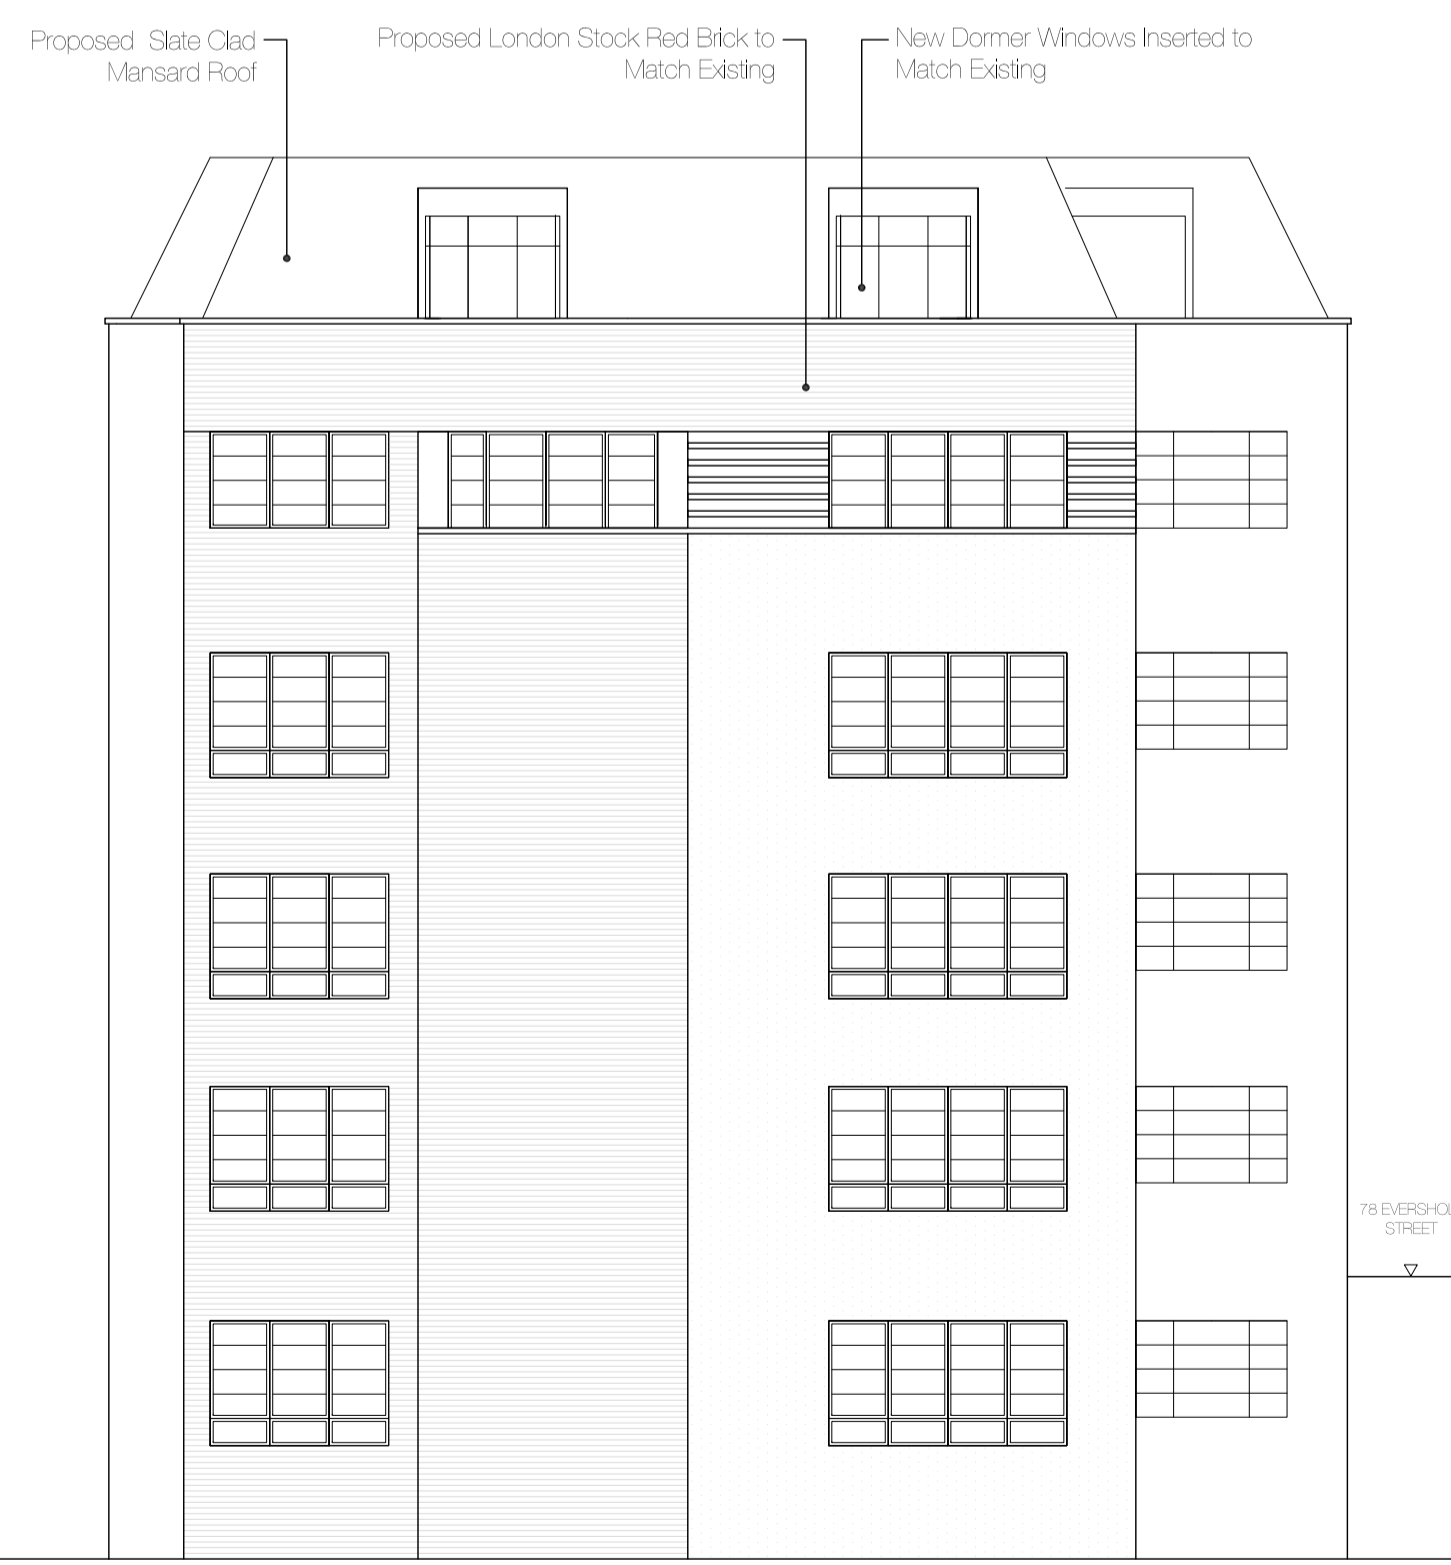 Proposed Slate Clad
Mansard Roof
Proposed London Stock Red Brick to
Match Existing
New Dormer Windows Inserted to
Match Existing
78
STREET